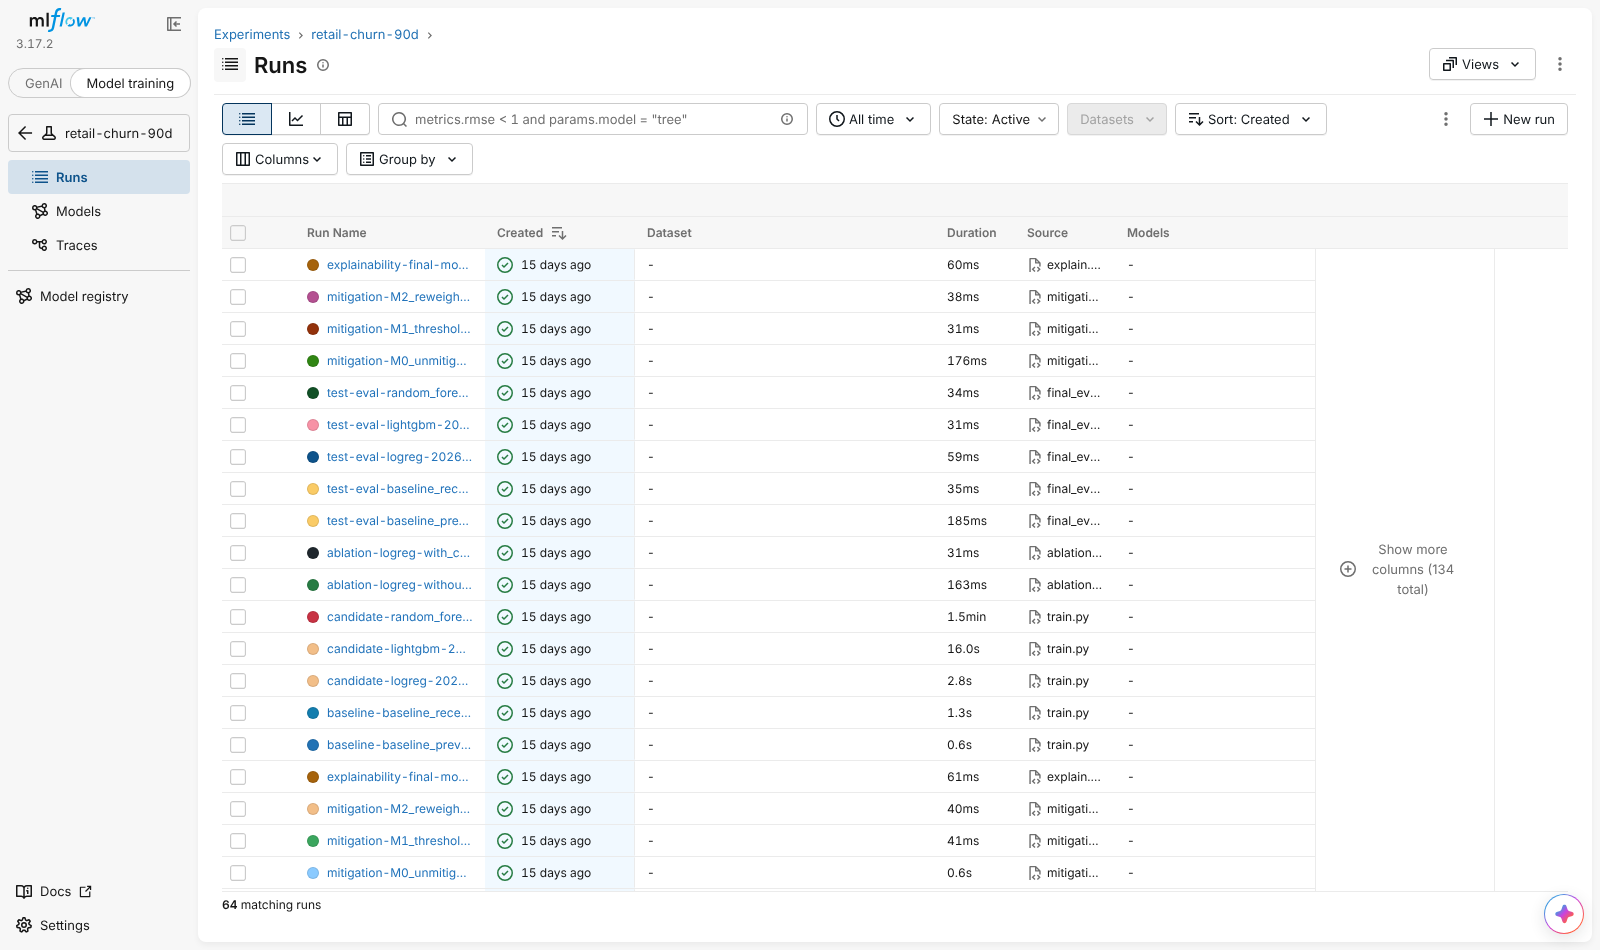 mlflow
3.17.2
GenAI
Model training
retail-churn-90d
Runs
Models
Traces
Model registry
Docs
Settings
Experiments › retail-churn-90d ›
Runs
Views
metrics.rmse < 1 and params.model = "tree"
All time
State: Active
Datasets
Sort: Created
New run
Columns
Group by
Run Name Created Dataset Duration Source Models
explainability-final-mo... 15 days ago - 60ms explain.... -
mitigation-M2_reweigh... 15 days ago - 38ms mitigati... -
mitigation-M1_threshol... 15 days ago - 31ms mitigati... -
mitigation-M0_unmitig... 15 days ago - 176ms mitigati... -
test-eval-random_fore... 15 days ago - 34ms final_ev... -
test-eval-lightgbm-20... 15 days ago - 31ms final_ev... -
test-eval-logreg-2026... 15 days ago - 59ms final_ev... -
test-eval-baseline_rec... 15 days ago - 35ms final_ev... -
test-eval-baseline_pre... 15 days ago - 185ms final_ev... -
ablation-logreg-with_c... 15 days ago - 31ms ablation... -
ablation-logreg-withou... 15 days ago - 163ms ablation... -
candidate-random_fore... 15 days ago - 1.5min train.py -
candidate-lightgbm-2... 15 days ago - 16.0s train.py -
candidate-logreg-202... 15 days ago - 2.8s train.py -
baseline-baseline_rece... 15 days ago - 1.3s train.py -
baseline-baseline_prev... 15 days ago - 0.6s train.py -
explainability-final-mo... 15 days ago - 61ms explain.... -
mitigation-M2_reweigh... 15 days ago - 40ms mitigati... -
mitigation-M1_threshol... 15 days ago - 41ms mitigati... -
mitigation-M0_unmitig... 15 days ago - 0.6s mitigati... -
Show more
columns (134
total)
64 matching runs